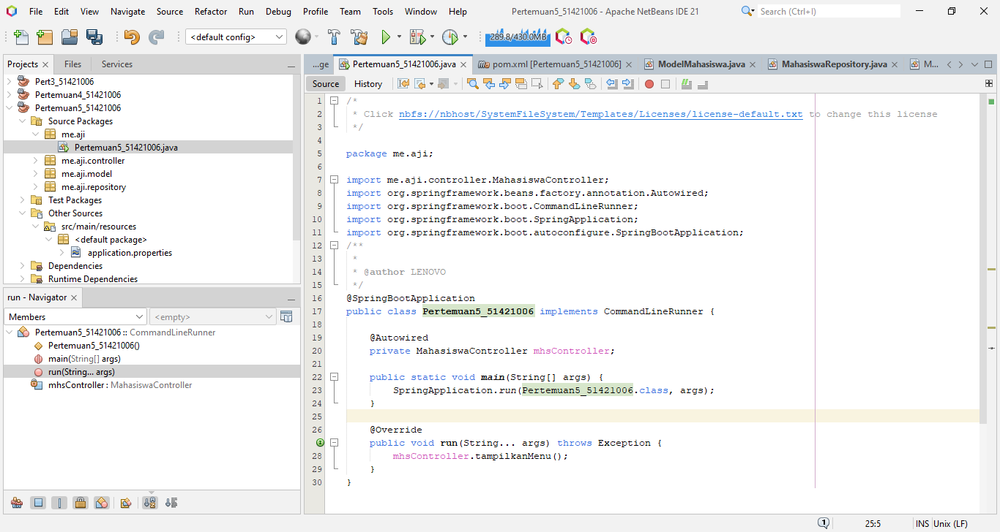 File Edit View Navigate Source Refactor Run Debug Profile Team Tools Window Help
Pertemuan5_51421006 - Apache NetBeans IDE 21
Search (Ctrl+I)
<default config>
289.8/430.0MB
Projects Files Services
Pert3_51421006
Pertemuan4_51421006
Pertemuan5_51421006
Source Packages
me.aji
Pertemuan5_51421006.java
me.aji.controller
me.aji.model
me.aji.repository
Test Packages
Other Sources
src/main/resources
<default package>
application.properties
Dependencies
Runtime Dependencies
run - Navigator
Members
<empty>
Pertemuan5_51421006 :: CommandLineRunner
Pertemuan5_51421006()
main(String[] args)
run(String... args)
mhsController : MahasiswaController
...ge Pertemuan5_51421006.java pom.xml [Pertemuan5_51421006] ModelMahasiswa.java MahasiswaRepository.java M...
Source History
1 /*
2 * Click nbfs://nbhost/SystemFileSystem/Templates/Licenses/license-default.txt to change this license
3 */
4
5 package me.aji;
6
7 import me.aji.controller.MahasiswaController;
8 import org.springframework.beans.factory.annotation.Autowired;
9 import org.springframework.boot.CommandLineRunner;
10 import org.springframework.boot.SpringApplication;
11 import org.springframework.boot.autoconfigure.SpringBootApplication;
12 /**
13 *
14 * @author LENOVO
15 */
16 @SpringBootApplication
17 public class Pertemuan5_51421006 implements CommandLineRunner {
18
19 @Autowired
20 private MahasiswaController mhsController;
21
22 public static void main(String[] args) {
23 SpringApplication.run(Pertemuan5_51421006.class, args);
24 }
25
26 @Override
public void run(String... args) throws Exception {
28 mhsController.tampilkanMenu();
29 }
30 }
1
25:5 INS Unix (LF)